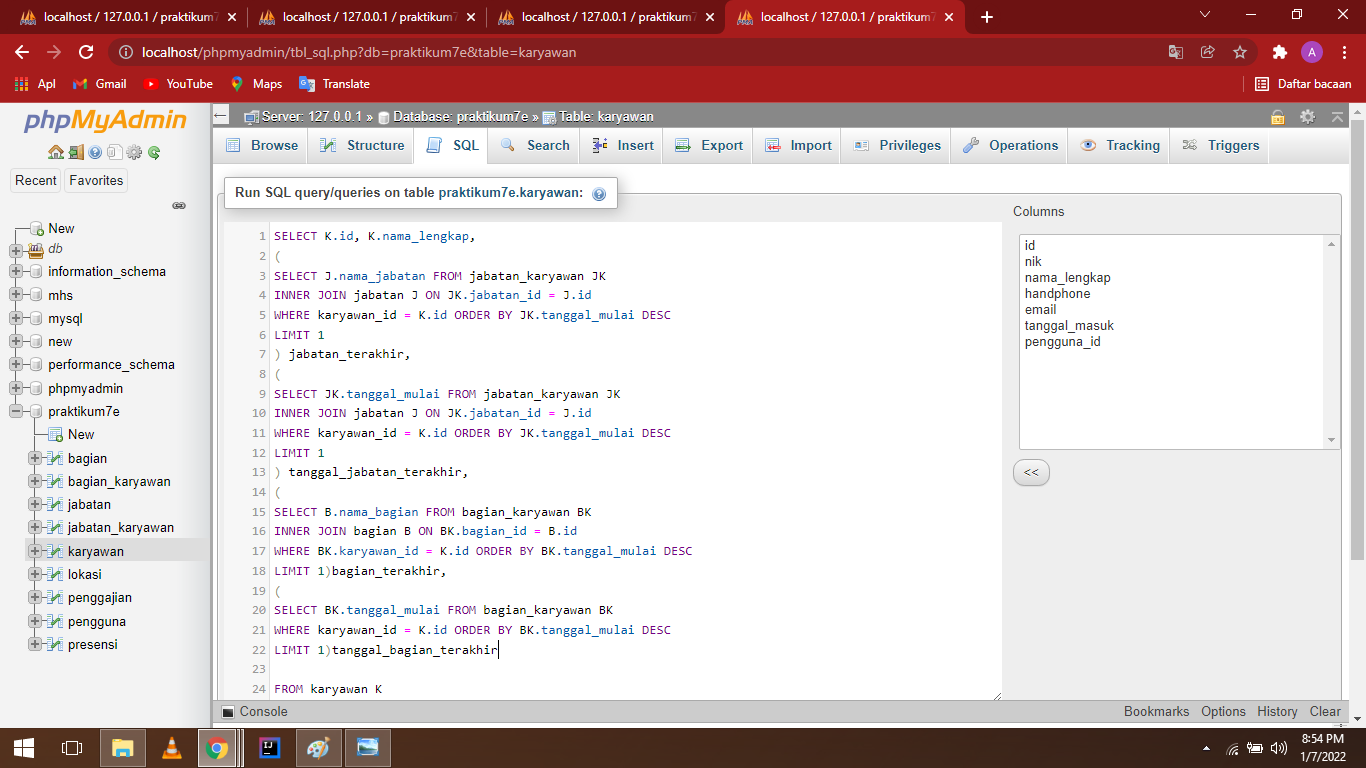 localhost / 127.0.0.1 / praktikum7
localhost / 127.0.0.1 / praktikum7
localhost / 127.0.0.1 / praktikum7
localhost / 127.0.0.1 / praktikum7
localhost/phpmyadmin/tbl_sql.php?db=praktikum7e&table=karyawan
A
Apl
Gmail
YouTube
Maps
Translate
Daftar bacaan
phpMyAdmin
Recent
Favorites
New
db
information_schema
mhs
mysql
new
performance_schema
phpmyadmin
praktikum7e
New
bagian
bagian_karyawan
jabatan
jabatan_karyawan
karyawan
lokasi
penggajian
pengguna
presensi
Server: 127.0.0.1 » Database: praktikum7e » Table: karyawan
Browse
Structure
SQL
Search
Insert
Export
Import
Privileges
Operations
Tracking
Triggers
Run SQL query/queries on table praktikum7e.karyawan:
1 SELECT K.id, K.nama_lengkap,
2 (
3 SELECT J.nama_jabatan FROM jabatan_karyawan JK
4 INNER JOIN jabatan J ON JK.jabatan_id = J.id
5 WHERE karyawan_id = K.id ORDER BY JK.tanggal_mulai DESC
6 LIMIT 1
7 ) jabatan_terakhir,
8 (
9 SELECT JK.tanggal_mulai FROM jabatan_karyawan JK
10 INNER JOIN jabatan J ON JK.jabatan_id = J.id
11 WHERE karyawan_id = K.id ORDER BY JK.tanggal_mulai DESC
12 LIMIT 1
13 ) tanggal_jabatan_terakhir,
14 (
15 SELECT B.nama_bagian FROM bagian_karyawan BK
16 INNER JOIN bagian B ON BK.bagian_id = B.id
17 WHERE BK.karyawan_id = K.id ORDER BY BK.tanggal_mulai DESC
18 LIMIT 1)bagian_terakhir,
19 (
20 SELECT BK.tanggal_mulai FROM bagian_karyawan BK
21 WHERE karyawan_id = K.id ORDER BY BK.tanggal_mulai DESC
22 LIMIT 1)tanggal_bagian_terakhir
23
24 FROM karyawan K
Columns
id
nik
nama_lengkap
handphone
email
tanggal_masuk
pengguna_id
<<
Console
Bookmarks
Options
History
Clear
8:54 PM
1/7/2022